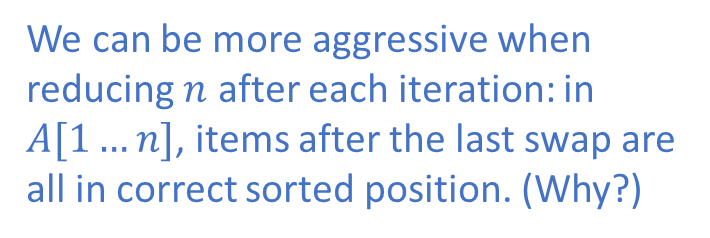 We can be more aggressive when
reducing 𝑛 after each iteration: in
𝐴[1 … 𝑛], items after the last swap are
all in correct sorted position. (Why?)